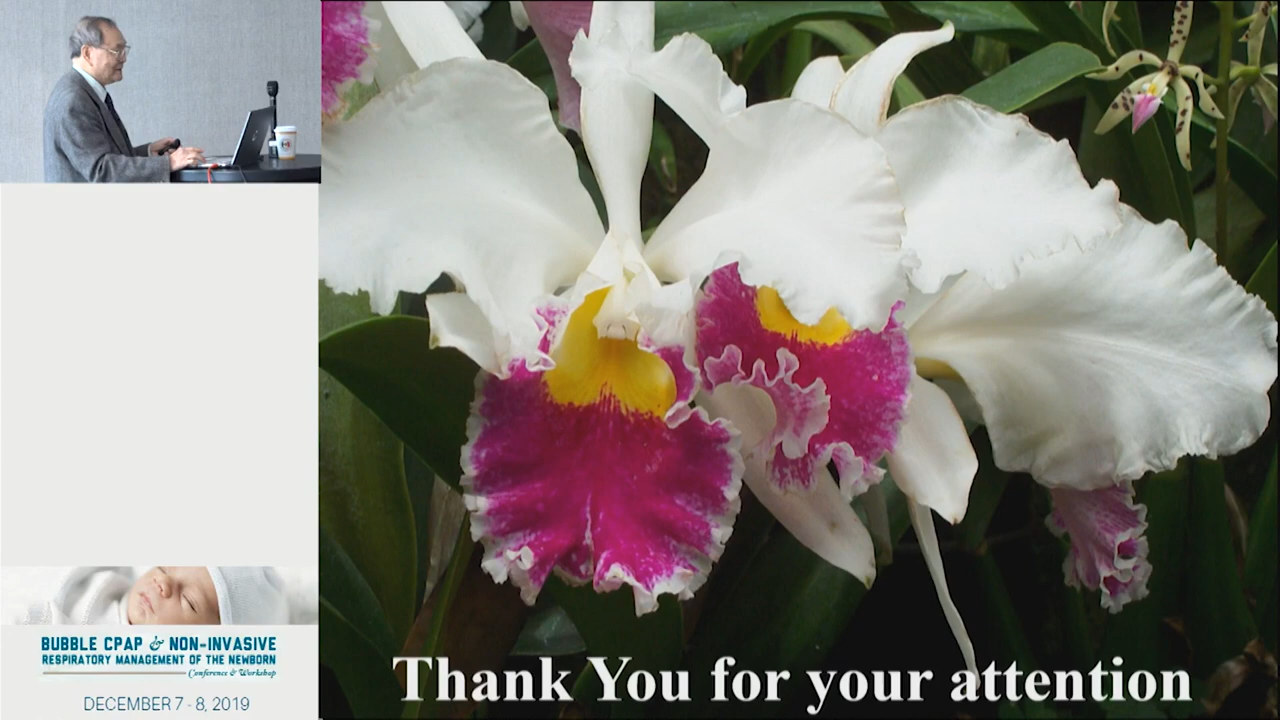 Thank You for your attention
BUBBLE CPAP & NON-INVASIVE
RESPIRATORY MANAGEMENT OF THE NEWBORN
Conference & Workshop
DECEMBER 7 - 8, 2019